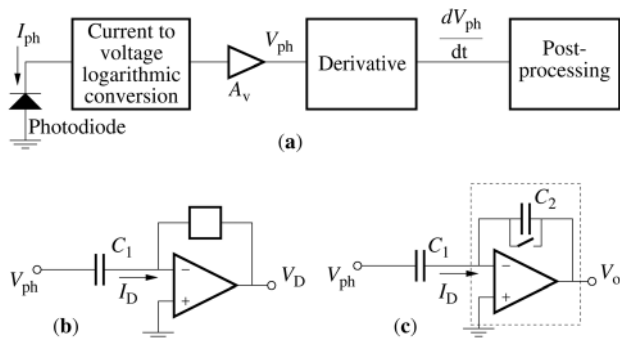 I_ph
Current to
voltage
logarithmic
conversion
A_v
V_ph
Derivative
dV_ph
dt
Post-
processing
Photodiode
(a)
V_ph
C_1
I_D
−
+
V_D
(b)
V_ph
C_1
I_D
C_2
−
+
V_o
(c)